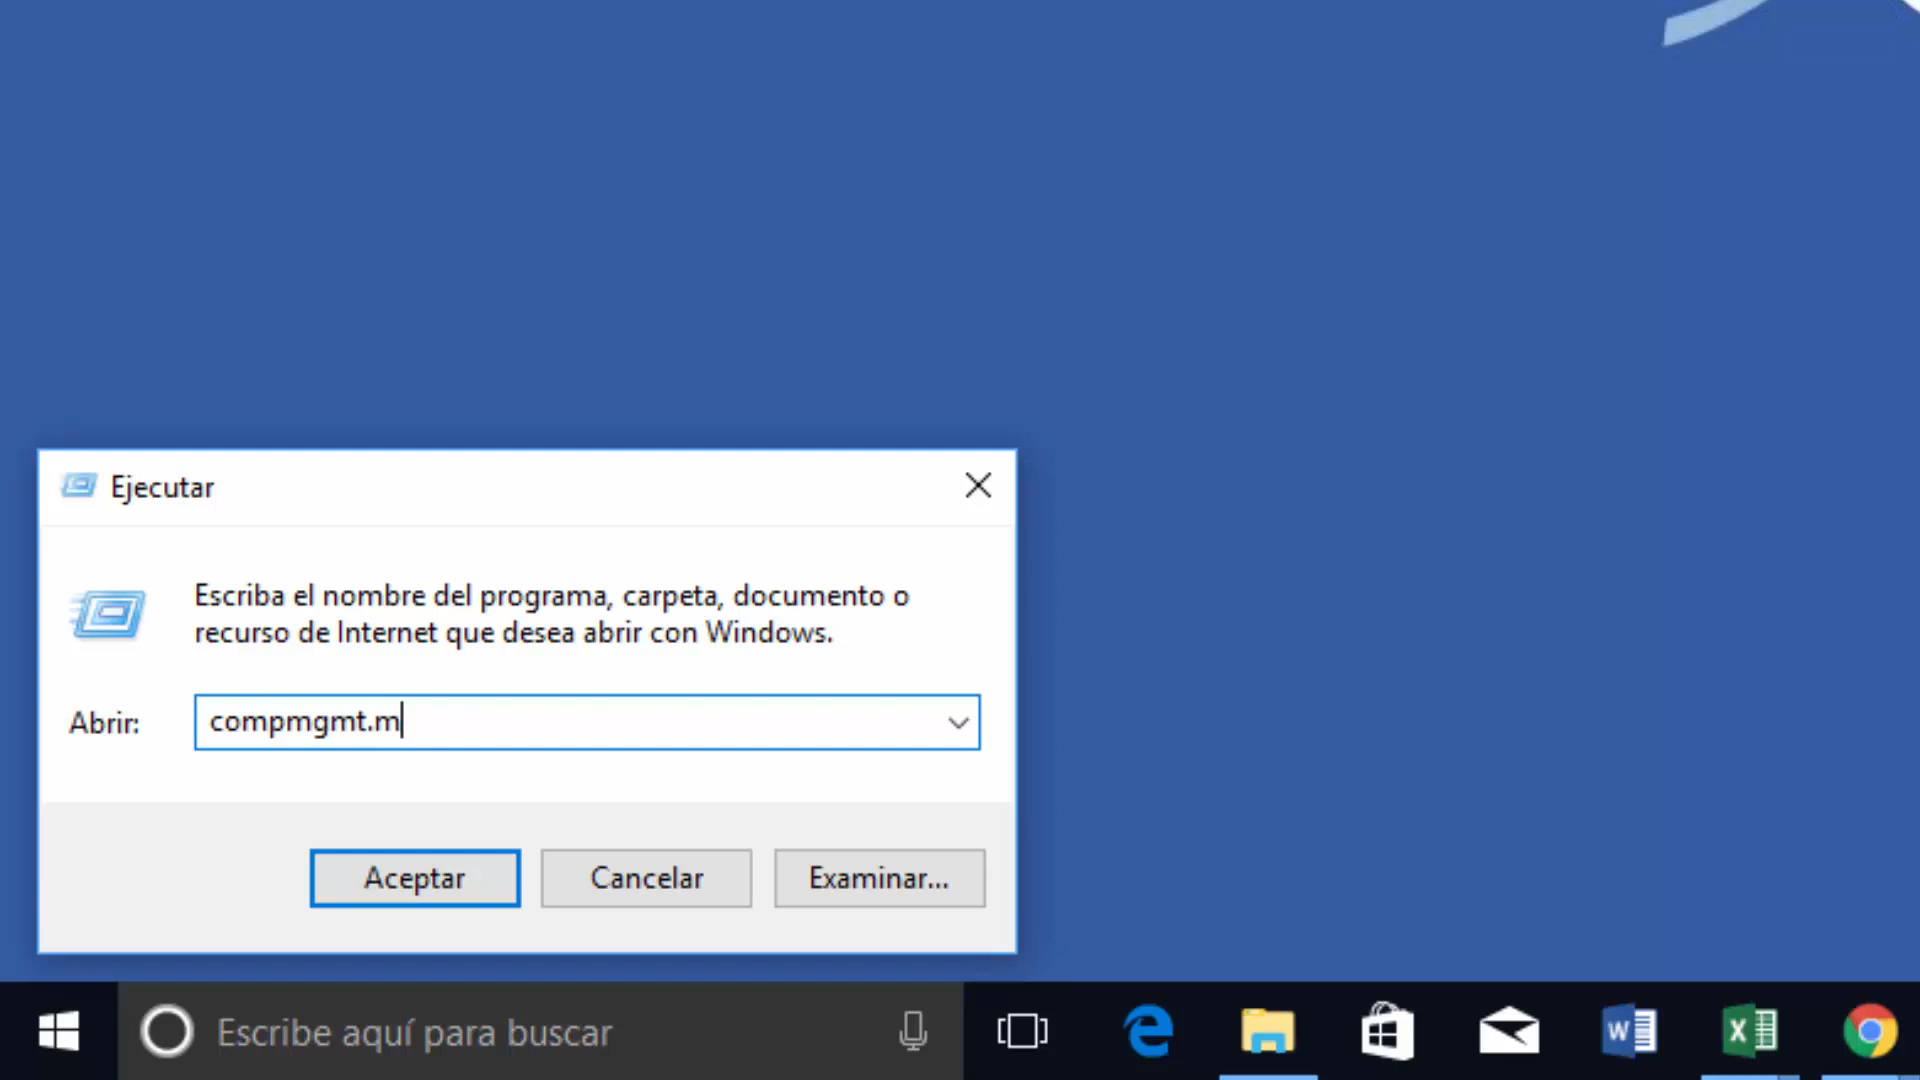 Ejecutar
Escriba el nombre del programa, carpeta, documento o
recurso de Internet que desea abrir con Windows.
Abrir: compmgmt.m
Aceptar Cancelar Examinar...
Escribe aquí para buscar